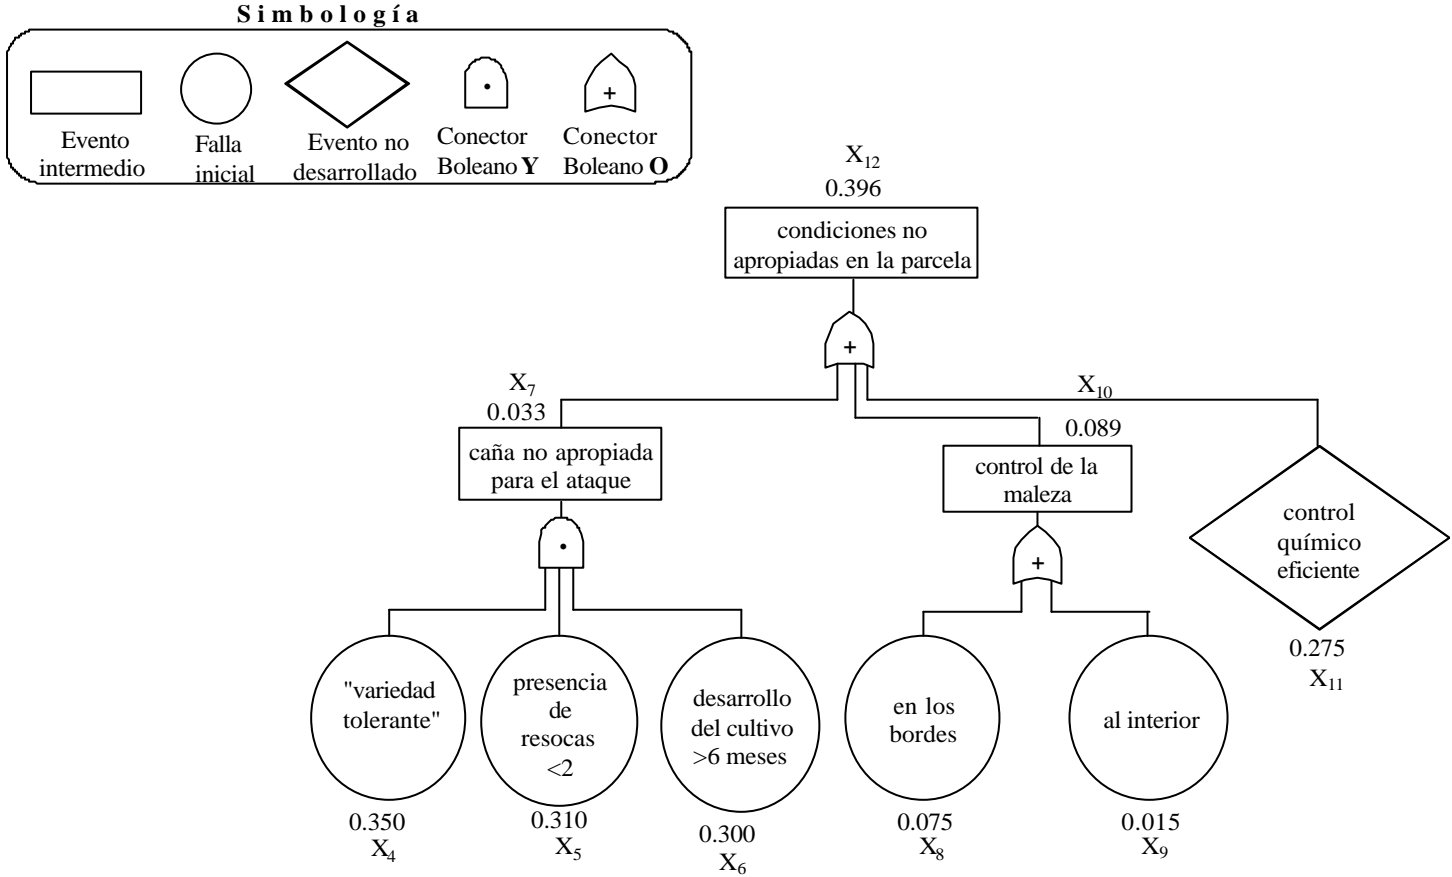 Simbología
Evento
intermedio
Falla
inicial
Evento no
desarrollado
Conector
Boleano Y
Conector
Boleano O
X12
0.396
condiciones no
apropiadas en la parcela
+
X7
0.033
caña no apropiada
para el ataque
X10
0.089
control de la
maleza
+
control
químico
eficiente
0.275
X11
"variedad
tolerante"
0.350
X4
presencia
de
resocas
<2
0.310
X5
desarrollo
del cultivo
>6 meses
0.300
X6
en los
bordes
0.075
X8
al interior
0.015
X9